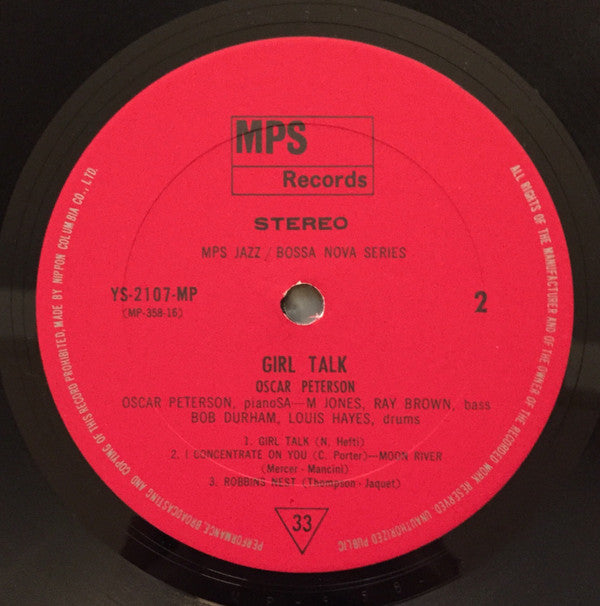 MPS
Records
STEREO
MPS JAZZ / BOSSA NOVA SERIES
YS-2107-MP
(MP-358-16)
2
GIRL TALK
OSCAR PETERSON
OSCAR PETERSON, pianoSA—M JONES, RAY BROWN, bass
BOB DURHAM, LOUIS HAYES, drums
1. GIRL TALK (N, Hefti)
2. I CONCENTRATE ON YOU (C. Porter)—MOON RIVER
(Mercer-Mancini)
3. ROBBINS NEST (Thompson-Jaquet)
33
ALL RIGHTS OF THE MANUFACTURER AND OF THE OWNER OF THE RECORDED WORK RESERVED UNAUTHORIZED PUBLIC
PERFORMANCE, BROADCASTING AND COPYING OF THIS RECORD PROHIBITED, MADE BY NIPPON COLUMBIA CO., LTD.